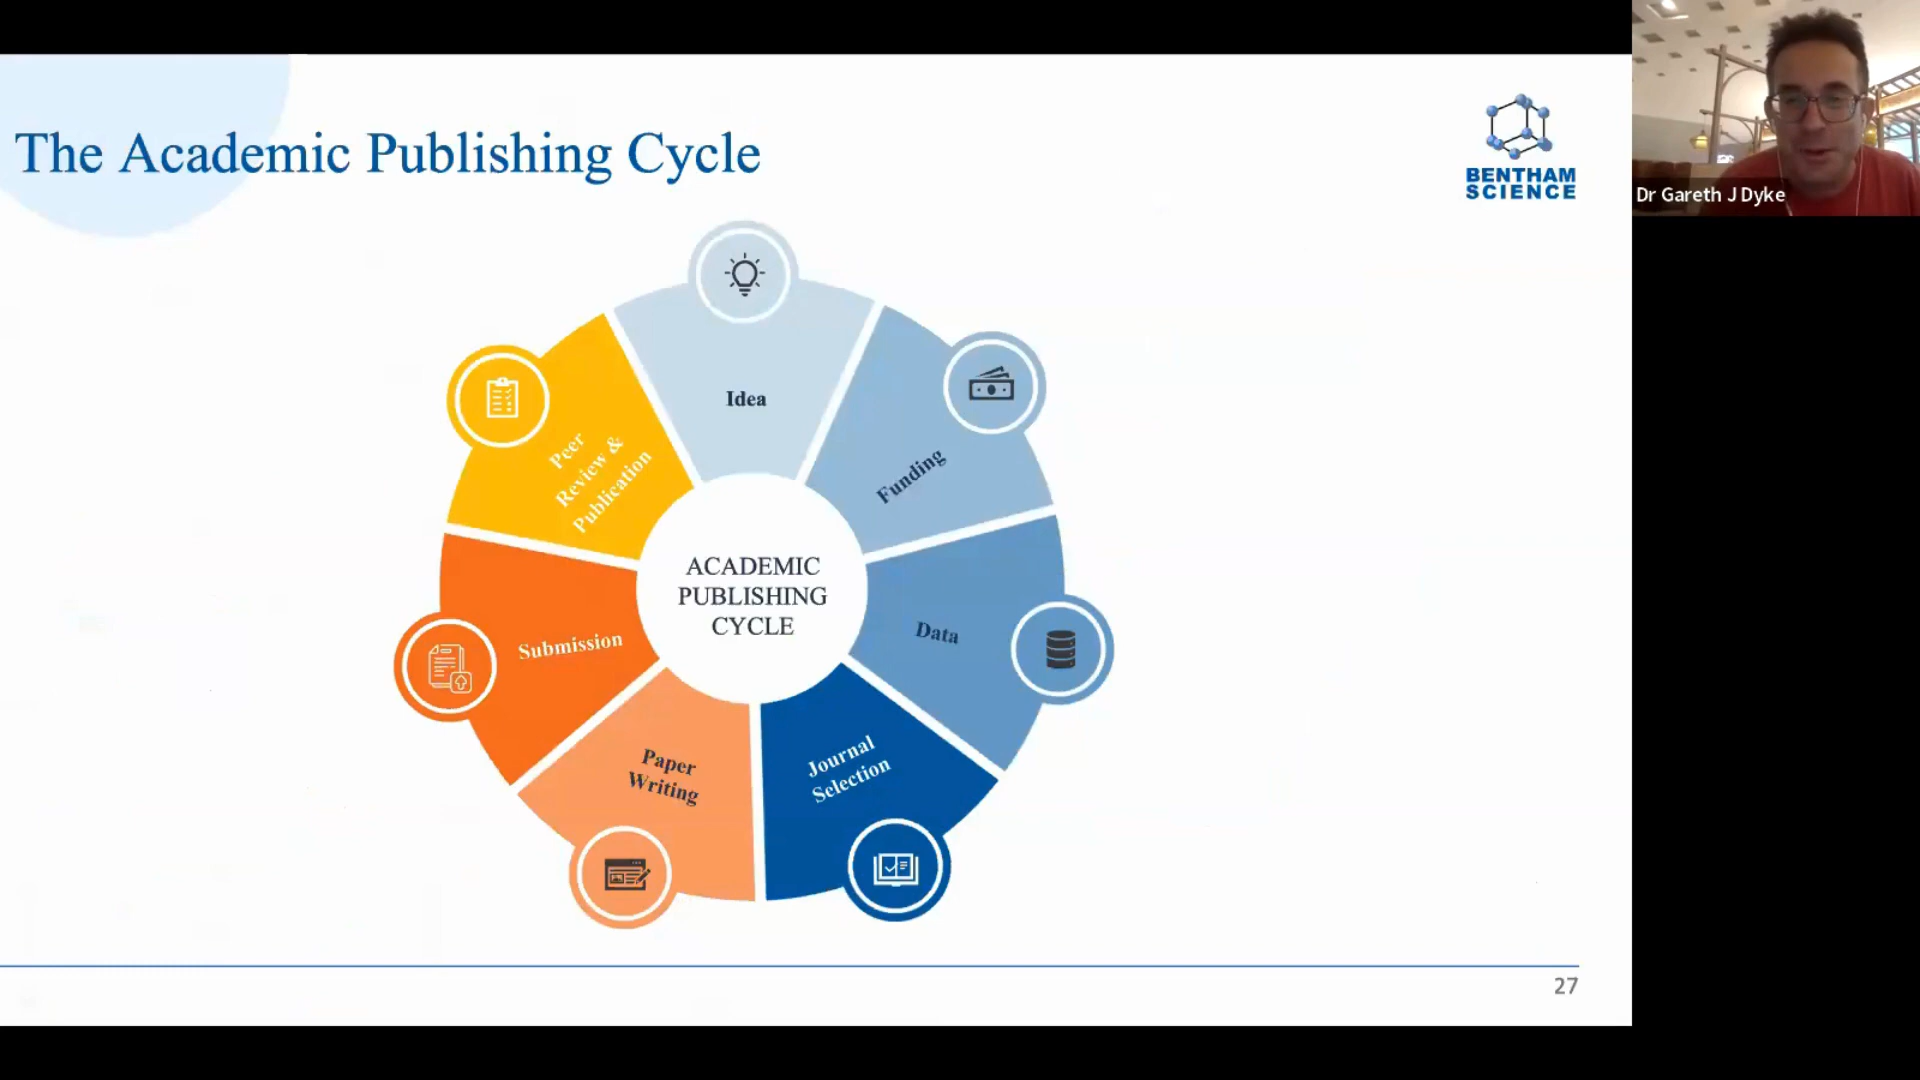 The Academic Publishing Cycle
BENTHAM
SCIENCE
Dr Gareth J Dyke
Idea
Funding
Data
Journal
Selection
Paper
Writing
Submission
Peer
Review &
Publication
ACADEMIC
PUBLISHING
CYCLE
27